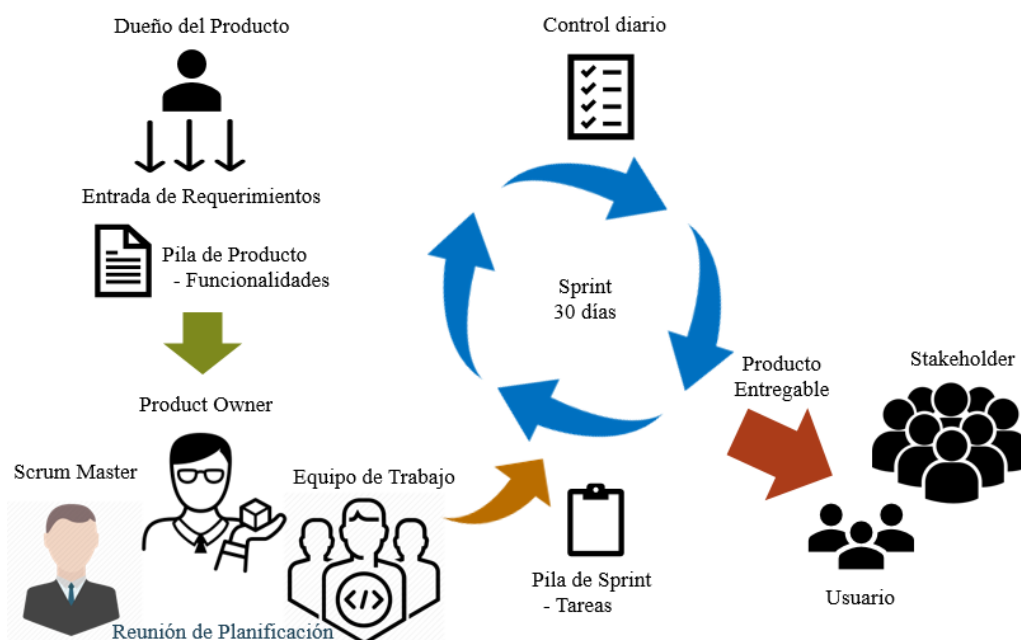 Dueño del Producto
Entrada de Requerimientos
Pila de Producto
- Funcionalidades
Product Owner
Scrum Master
Equipo de Trabajo
Reunión de Planificación
Control diario
Sprint
30 días
Pila de Sprint
- Tareas
Producto
Entregable
Stakeholder
Usuario